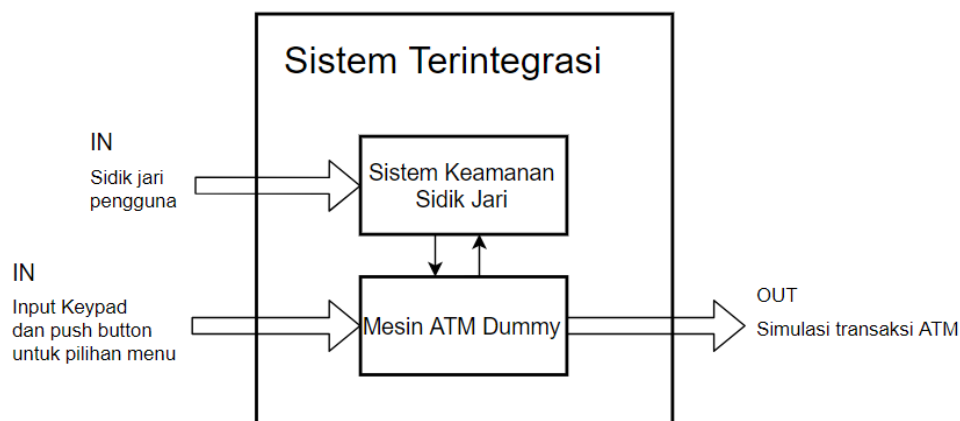 Sistem Terintegrasi
IN
Sidik jari
pengguna
Sistem Keamanan
Sidik Jari
IN
Input Keypad
dan push button
untuk pilihan menu
Mesin ATM Dummy
OUT
Simulasi transaksi ATM